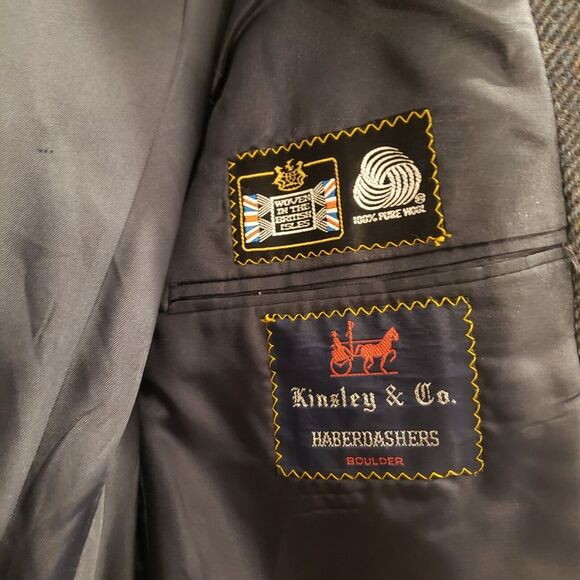 WOVEN
IN THE
BRITISH
ISLES
100% PURE WOOL
Kinsley & Co.
HABERDASHERS
BOULDER